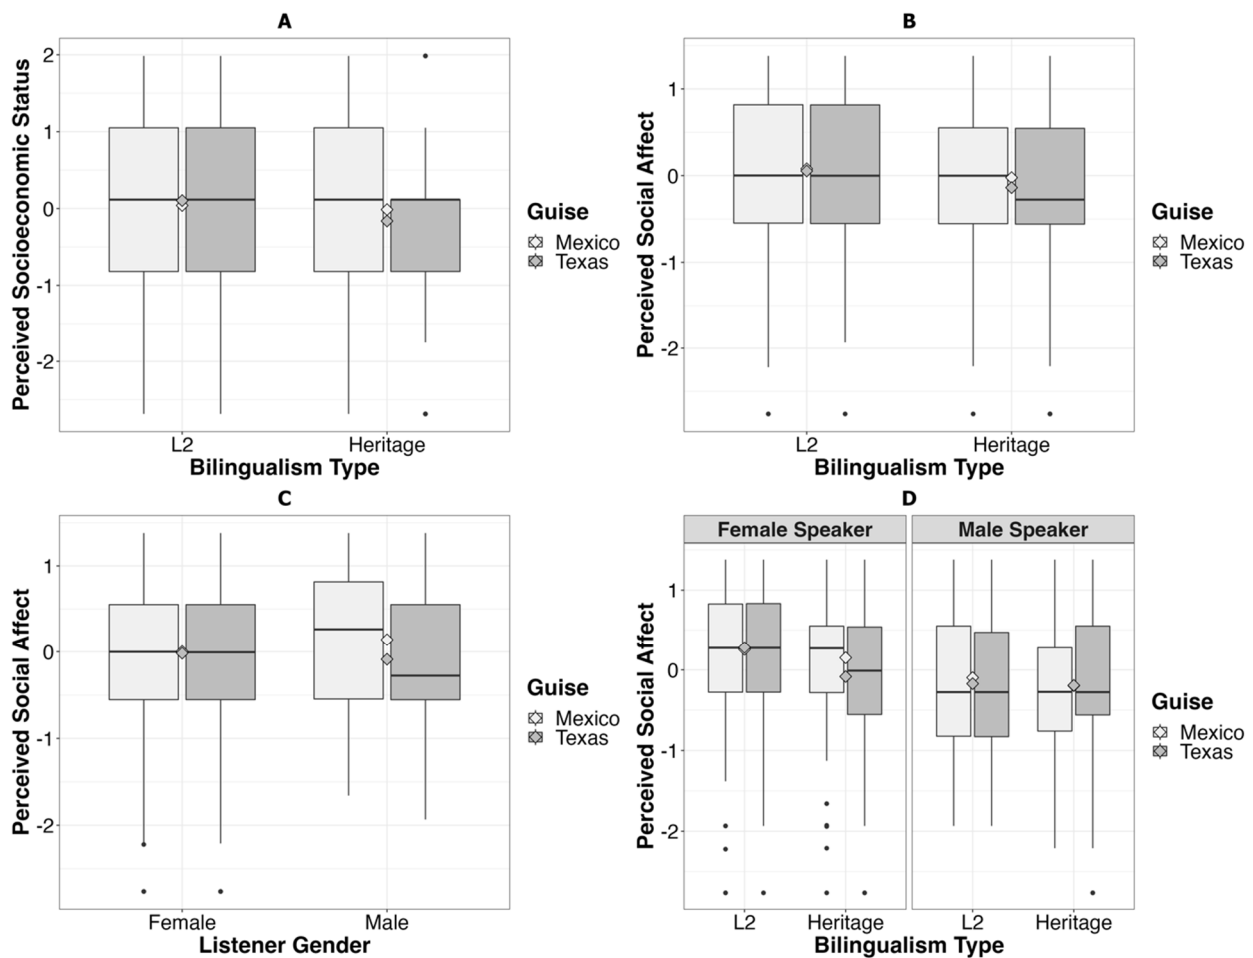 A
Perceived Socioeconomic Status
2
1
0
-1
-2
L2
Heritage
Bilingualism Type
Guise
Mexico
Texas
B
Perceived Social Affect
1
0
-1
-2
L2
Heritage
Bilingualism Type
Guise
Mexico
Texas
C
Perceived Social Affect
1
0
-1
-2
Female
Male
Listener Gender
Guise
Mexico
Texas
D
Female Speaker
Male Speaker
Perceived Social Affect
1
0
-1
-2
L2
Heritage
L2
Heritage
Bilingualism Type
Guise
Mexico
Texas